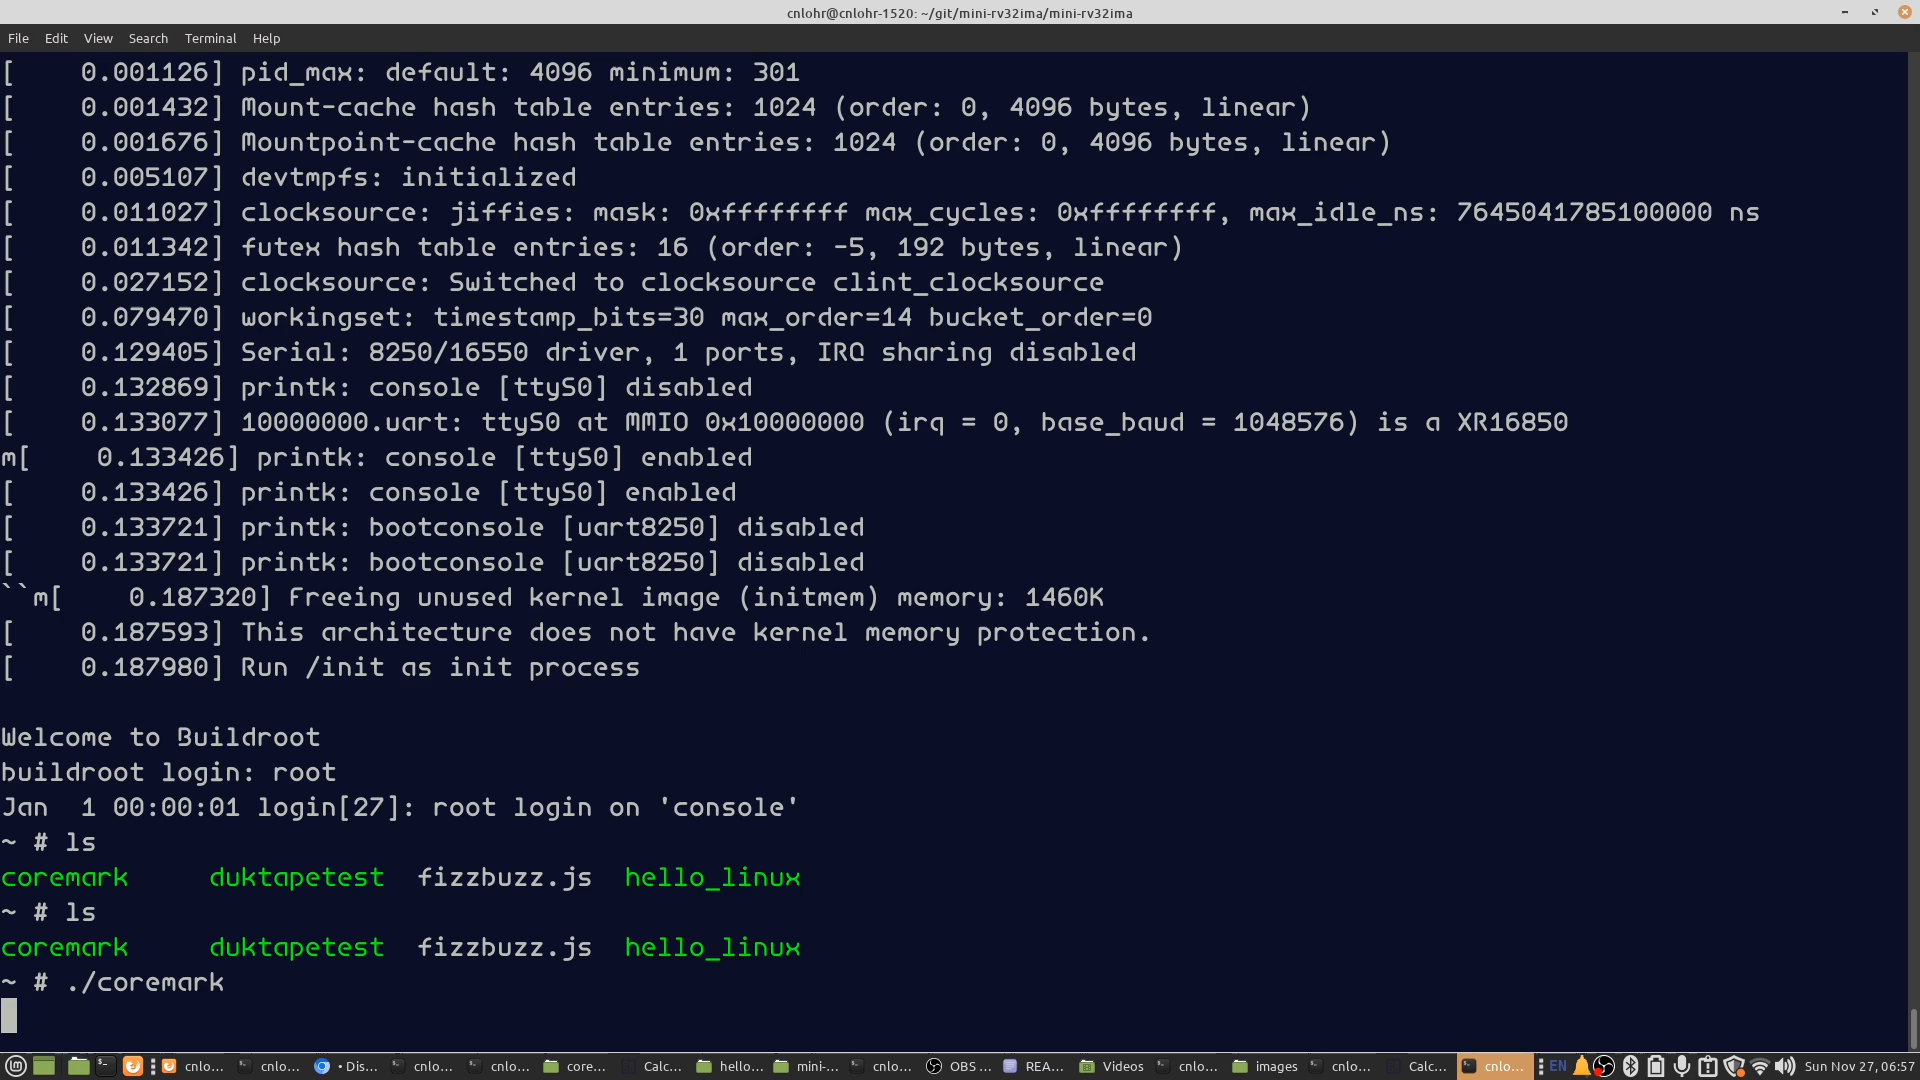 cnlohr@cnlohr-1520: ~/git/mini-rv32ima/mini-rv32ima
File Edit View Search Terminal Help
[    0.001126] pid_max: default: 4096 minimum: 301
[    0.001432] Mount-cache hash table entries: 1024 (order: 0, 4096 bytes, linear)
[    0.001676] Mountpoint-cache hash table entries: 1024 (order: 0, 4096 bytes, linear)
[    0.005107] devtmpfs: initialized
[    0.011027] clocksource: jiffies: mask: 0xffffffff max_cycles: 0xffffffff, max_idle_ns: 7645041785100000 ns
[    0.011342] futex hash table entries: 16 (order: -5, 192 bytes, linear)
[    0.027152] clocksource: Switched to clocksource clint_clocksource
[    0.079470] workingset: timestamp_bits=30 max_order=14 bucket_order=0
[    0.129405] Serial: 8250/16550 driver, 1 ports, IRQ sharing disabled
[    0.132869] printk: console [ttyS0] disabled
[    0.133077] 10000000.uart: ttyS0 at MMIO 0x10000000 (irq = 0, base_baud = 1048576) is a XR16850
m[    0.133426] printk: console [ttyS0] enabled
[    0.133426] printk: console [ttyS0] enabled
[    0.133721] printk: bootconsole [uart8250] disabled
[    0.133721] printk: bootconsole [uart8250] disabled
``m[    0.187320] Freeing unused kernel image (initmem) memory: 1460K
[    0.187593] This architecture does not have kernel memory protection.
[    0.187980] Run /init as init process
Welcome to Buildroot
buildroot login: root
Jan  1 00:00:01 login[27]: root login on 'console'
~ # ls
coremark     duktapetest  fizzbuzz.js  hello_linux
~ # ls
coremark     duktapetest  fizzbuzz.js  hello_linux
~ # ./coremark
cnlo... cnlo... • Dis... cnlo... cnlo... core... Calc... hello... mini-... cnlo... OBS ... REA... Videos cnlo... images cnlo... Calc... cnlo... EN Sun Nov 27, 06:57